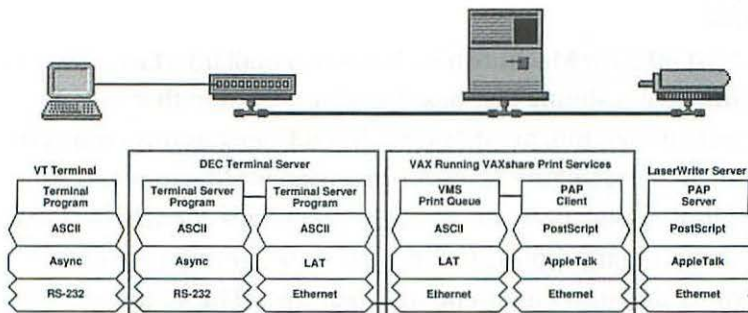 VT Terminal
DEC Terminal Server
VAX Running VAXshare Print Services
LaserWriter Server
Terminal Program
Terminal Server Program
Terminal Server Program
VMS Print Queue
PAP Client
PAP Server
ASCII
ASCII
ASCII
ASCII
PostScript
PostScript
Async
Async
LAT
LAT
AppleTalk
AppleTalk
RS-232
RS-232
Ethernet
Ethernet
Ethernet
Ethernet